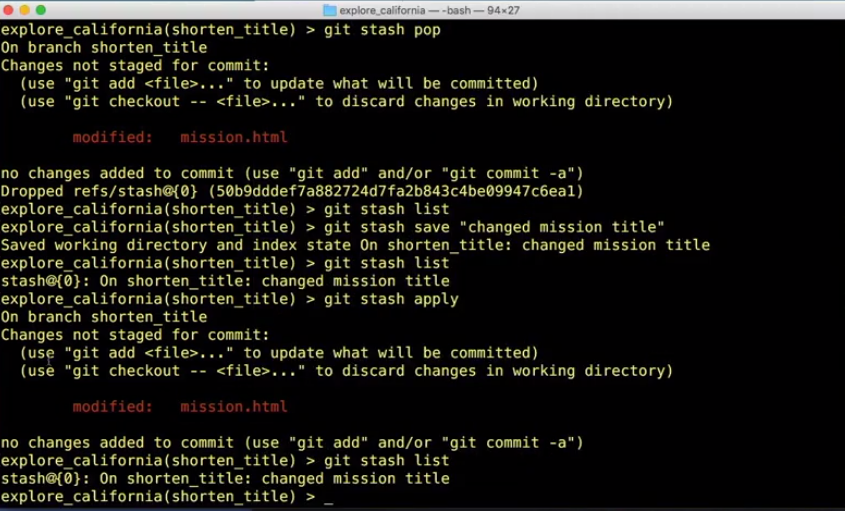 explore_california — -bash — 94×27
explore_california(shorten_title) > git stash pop
On branch shorten_title
Changes not staged for commit:
  (use "git add <file>..." to update what will be committed)
  (use "git checkout -- <file>..." to discard changes in working directory)
        modified:   mission.html
no changes added to commit (use "git add" and/or "git commit -a")
Dropped refs/stash@{0} (50b9dddef7a882724d7fa2b843c4be09947c6ea1)
explore_california(shorten_title) > git stash list
explore_california(shorten_title) > git stash save "changed mission title"
Saved working directory and index state On shorten_title: changed mission title
explore_california(shorten_title) > git stash list
stash@{0}: On shorten_title: changed mission title
explore_california(shorten_title) > git stash apply
On branch shorten_title
Changes not staged for commit:
  (use "git add <file>..." to update what will be committed)
  (use "git checkout -- <file>..." to discard changes in working directory)
        modified:   mission.html
no changes added to commit (use "git add" and/or "git commit -a")
explore_california(shorten_title) > git stash list
stash@{0}: On shorten_title: changed mission title
explore_california(shorten_title) > _